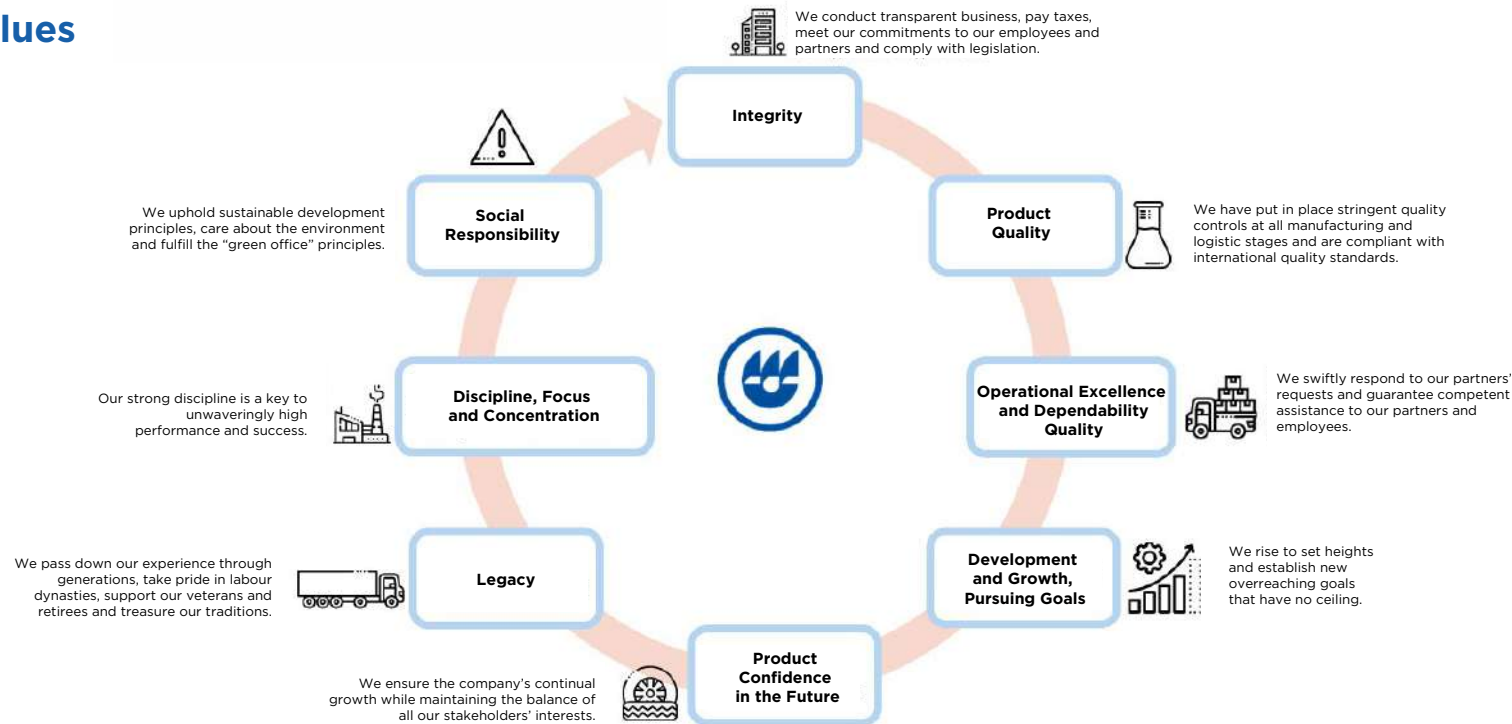 lues
We conduct transparent business, pay taxes,
meet our commitments to our employees and
partners and comply with legislation.
Integrity
Product
Quality
We have put in place stringent quality
controls at all manufacturing and
logistic stages and are compliant with
international quality standards.
Operational Excellence
and Dependability
Quality
We swiftly respond to our partners'
requests and guarantee competent
assistance to our partners and
employees.
Development
and Growth,
Pursuing Goals
We rise to set heights
and establish new
overreaching goals
that have no ceiling.
Product
Confidence
in the Future
We ensure the company's continual
growth while maintaining the balance of
all our stakeholders' interests.
Legacy
We pass down our experience through
generations, take pride in labour
dynasties, support our veterans and
retirees and treasure our traditions.
Discipline, Focus
and Concentration
Our strong discipline is a key to
unwaveringly high
performance and success.
Social
Responsibility
We uphold sustainable development
principles, care about the environment
and fulfill the “green office” principles.